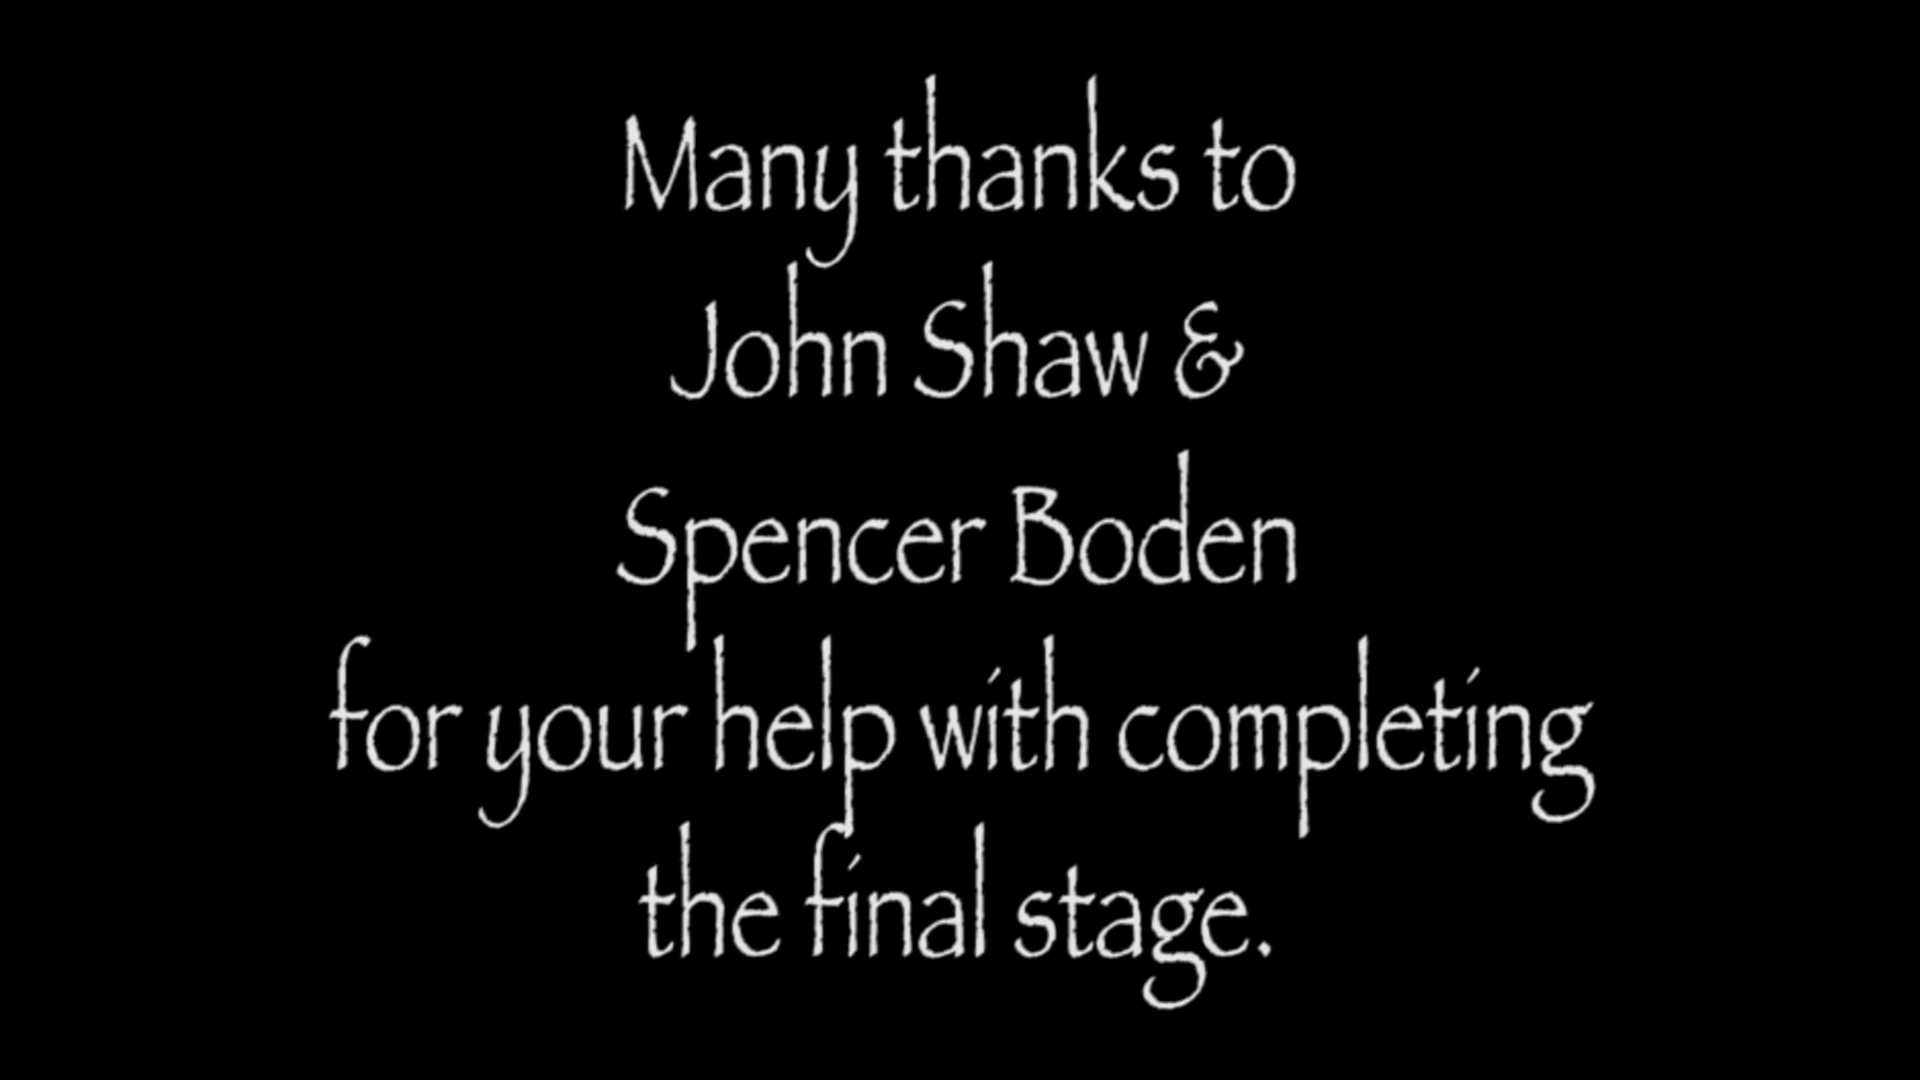 Many thanks to
John Shaw &
Spencer Boden
for your help with completing
the final stage.